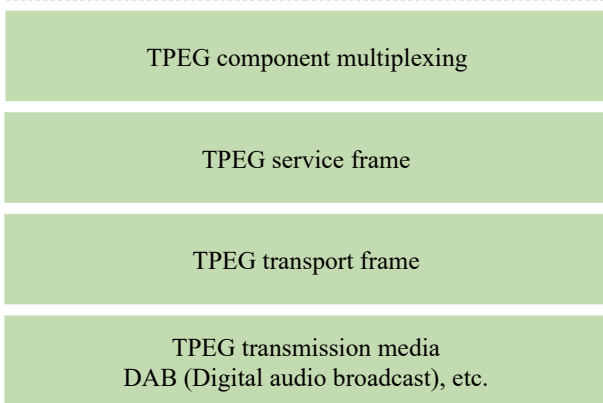 TPEG component multiplexing
TPEG service frame
TPEG transport frame
TPEG transmission media
DAB (Digital audio broadcast), etc.